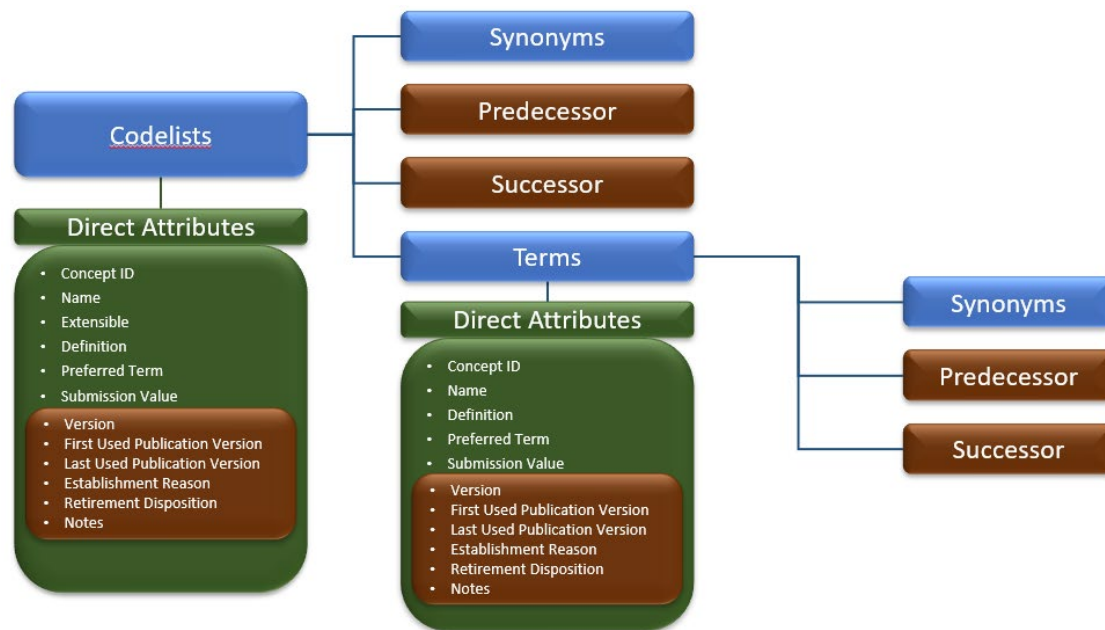 Codelists
Direct Attributes
• Concept ID
• Name
• Extensible
• Definition
• Preferred Term
• Submission Value
• Version
• First Used Publication Version
• Last Used Publication Version
• Establishment Reason
• Retirement Disposition
• Notes
Synonyms
Predecessor
Successor
Terms
Direct Attributes
• Concept ID
• Name
• Definition
• Preferred Term
• Submission Value
• Version
• First Used Publication Version
• Last Used Publication Version
• Establishment Reason
• Retirement Disposition
• Notes
Synonyms
Predecessor
Successor